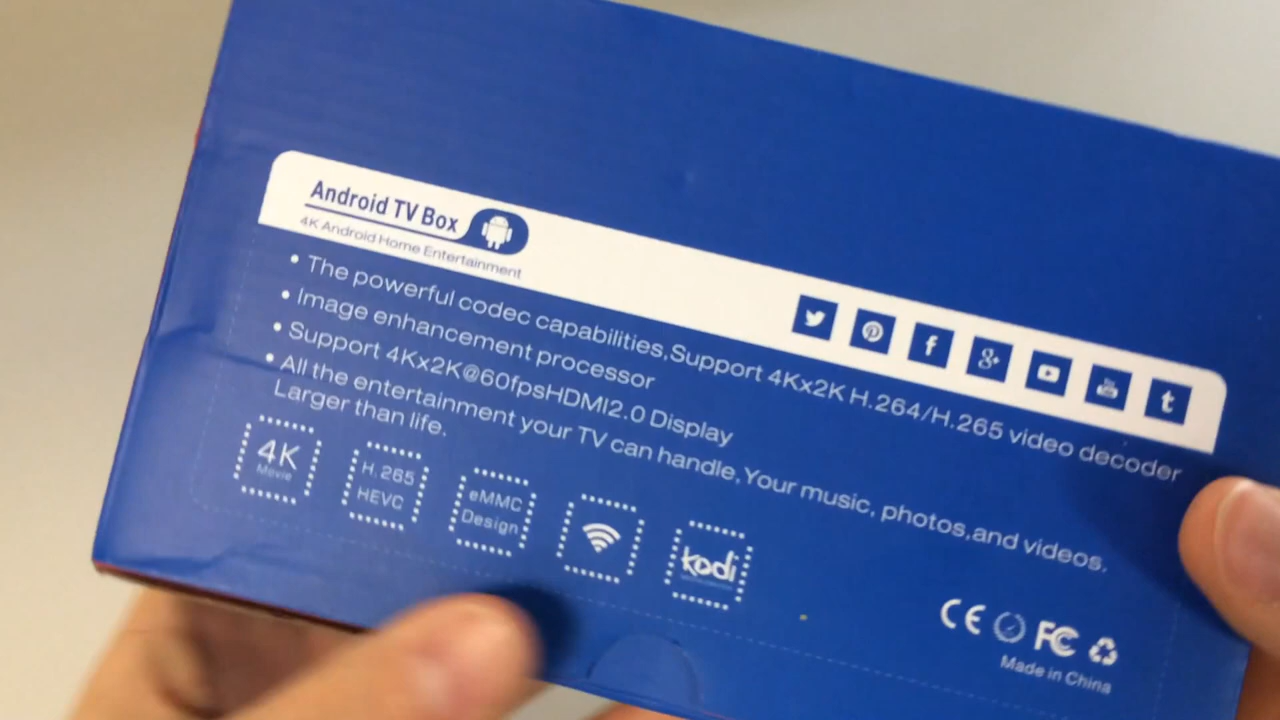 Android TV Box
4K Android Home Entertainment
• The powerful codec capabilities,Support 4Kx2K H.264/H.265 video decoder
• Image enhancement processor
• Support 4Kx2K@60fpsHDMI2.0 Display
• All the entertainment your TV can handle,Your music, photos,and videos.
Larger than life.
4K
Movie
H.265
HEVC
eMMC
Design
kodi
CE FC
Made in China